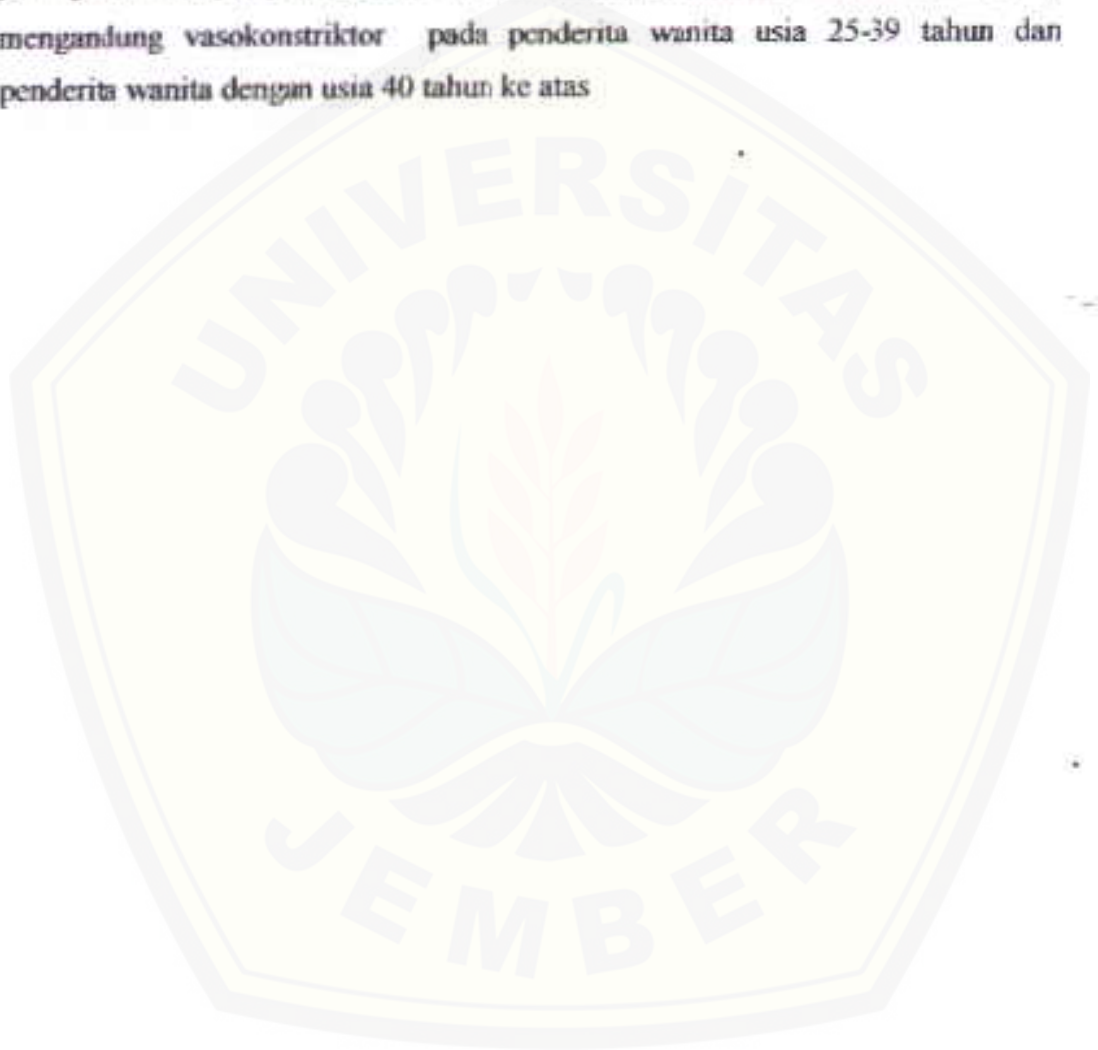 mengandung vasokonstriktor pada penderita wanita usia 25-39 tahun dan
penderita wanita dengan usia 40 tahun ke atas
UNIVERSITAS
JEMBER